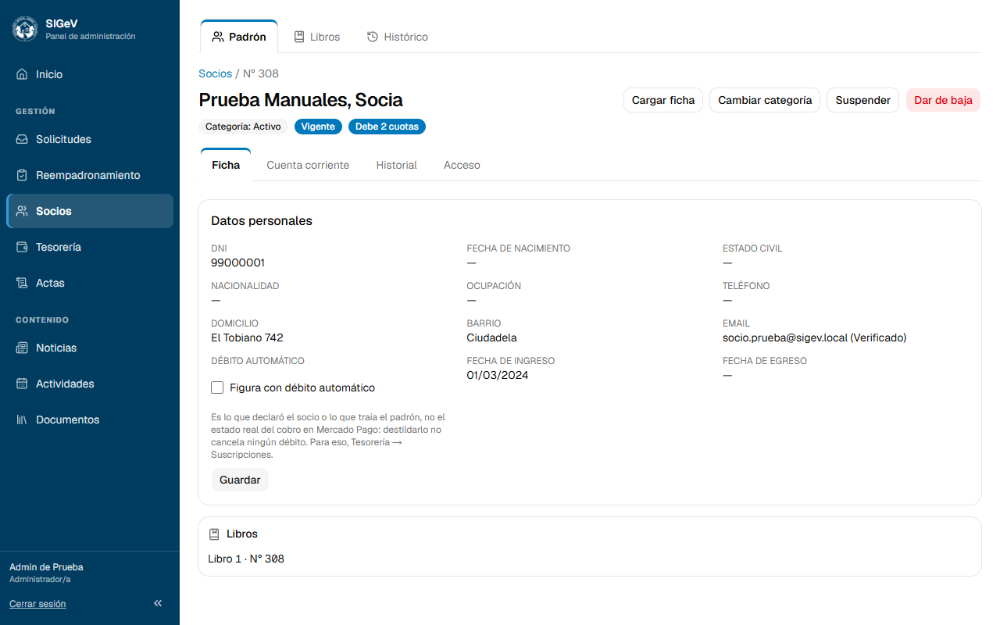 SIGeV
Panel de administración
Inicio
GESTIÓN
Solicitudes
Reempadronamiento
Socios
Tesorería
Actas
CONTENIDO
Noticias
Actividades
Documentos
Admin de Prueba
Administrador/a
Cerrar sesión
Padrón Libros Histórico
Socios / N° 308
Prueba Manuales, Socia
Cargar ficha Cambiar categoría Suspender Dar de baja
Categoría: Activo Vigente Debe 2 cuotas
Ficha Cuenta corriente Historial Acceso
Datos personales
DNI FECHA DE NACIMIENTO ESTADO CIVIL
99000001 — —
NACIONALIDAD OCUPACIÓN TELÉFONO
— — —
DOMICILIO BARRIO EMAIL
El Tobiano 742 Ciudadela socio.prueba@sigev.local (Verificado)
DÉBITO AUTOMÁTICO FECHA DE INGRESO FECHA DE EGRESO
01/03/2024 —
Figura con débito automático
Es lo que declaró el socio o lo que traía el padrón, no el
estado real del cobro en Mercado Pago: destildarlo no
cancela ningún débito. Para eso, Tesorería →
Suscripciones.
Guardar
Libros
Libro 1 · N° 308